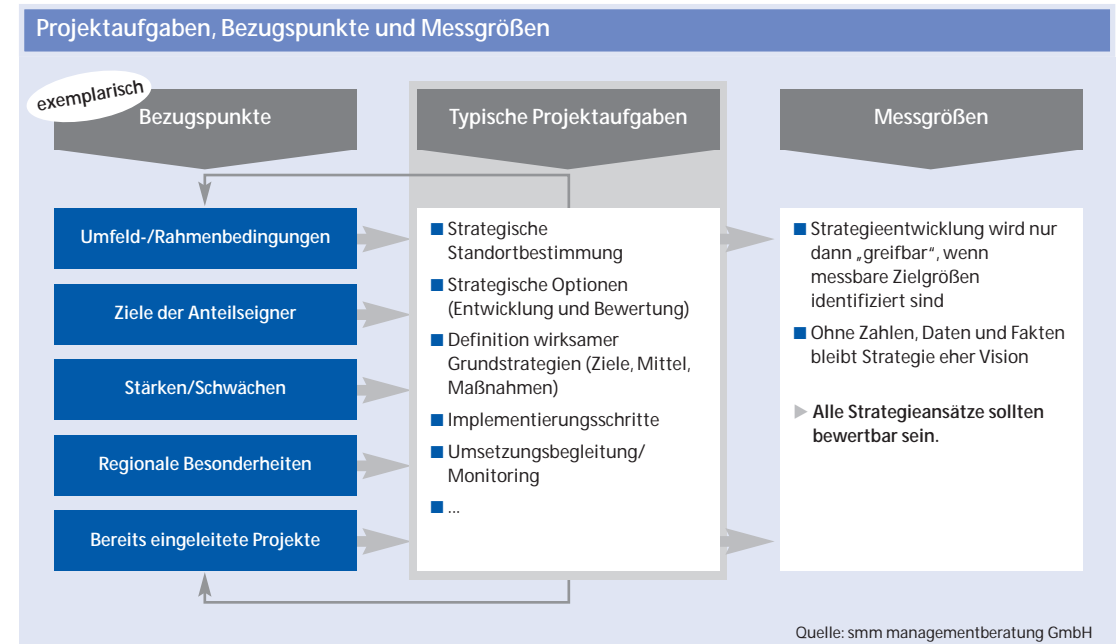 Projektaufgaben, Bezugspunkte und Messgrößen
exemplarisch
Bezugspunkte
Umfeld-/Rahmenbedingungen
Ziele der Anteilseigner
Stärken/Schwächen
Regionale Besonderheiten
Bereits eingeleitete Projekte
Typische Projektaufgaben
■ Strategische
Standortbestimmung
■ Strategische Optionen
(Entwicklung und Bewertung)
■ Definition wirksamer
Grundstrategien (Ziele, Mittel,
Maßnahmen)
■ Implementierungsschritte
■ Umsetzungsbegleitung/
Monitoring
■ ...
Messgrößen
■ Strategieentwicklung wird nur
dann „greifbar“, wenn
messbare Zielgrößen
identifiziert sind
■ Ohne Zahlen, Daten und Fakten
bleibt Strategie eher Vision
▶ Alle Strategieansätze sollten
bewertbar sein.
Quelle: smm managementberatung GmbH